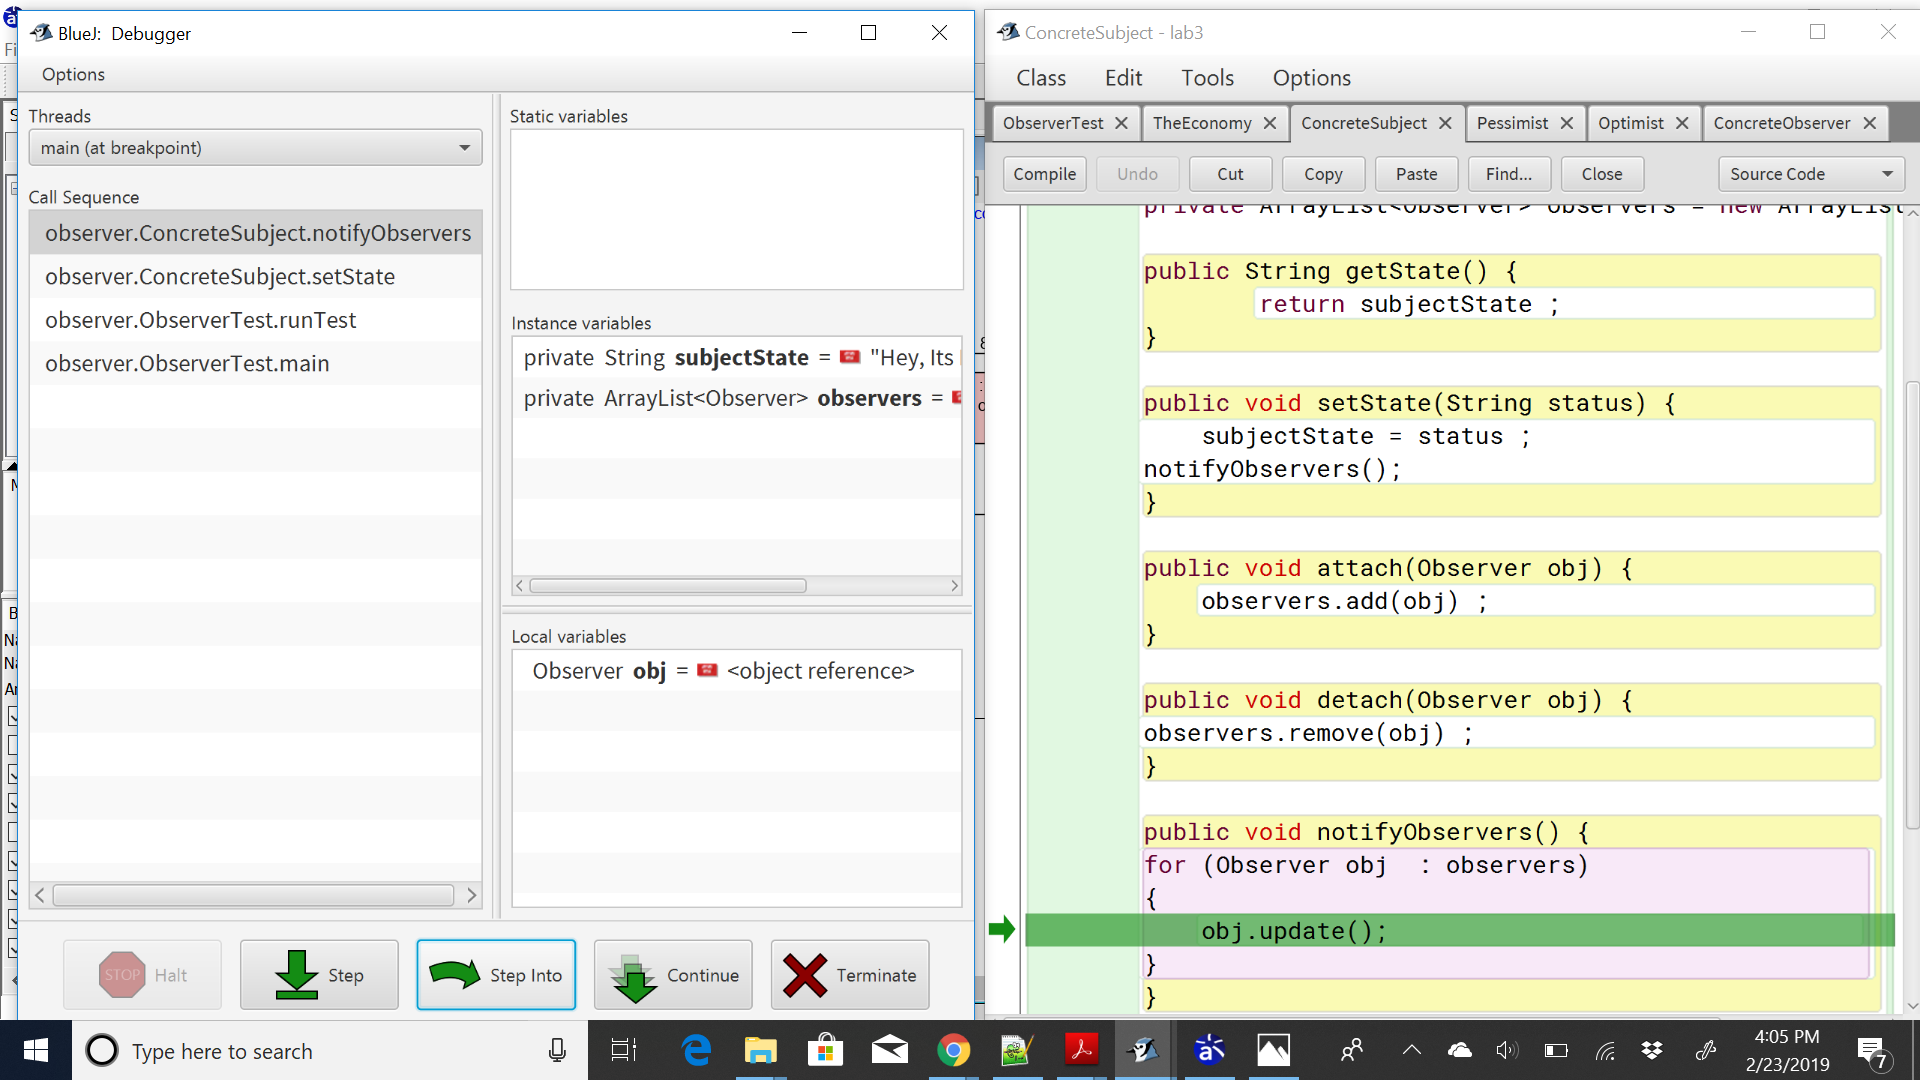 BlueJ: Debugger
Options
Threads
main (at breakpoint)
Call Sequence
observer.ConcreteSubject.notifyObservers
observer.ConcreteSubject.setState
observer.ObserverTest.runTest
observer.ObserverTest.main
Static variables
Instance variables
private String subjectState = "Hey, Its
private ArrayList<Observer> observers =
Local variables
Observer obj = <object reference>
STOP Halt
Step
Step Into
Continue
Terminate
ConcreteSubject - lab3
Class Edit Tools Options
ObserverTest TheEconomy ConcreteSubject Pessimist Optimist ConcreteObserver
Compile Undo Cut Copy Paste Find... Close Source Code
private ArrayList<Observer> observers = new ArrayList
public String getState() {
return subjectState ;
}
public void setState(String status) {
subjectState = status ;
notifyObservers();
}
public void attach(Observer obj) {
observers.add(obj) ;
}
public void detach(Observer obj) {
observers.remove(obj) ;
}
public void notifyObservers() {
for (Observer obj : observers)
{
obj.update();
}
}
Type here to search
4:05 PM
2/23/2019
7